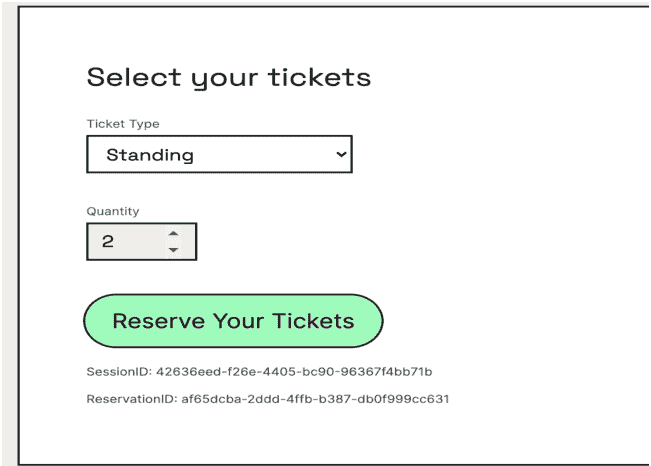 Select your tickets
Ticket Type
Standing
Quantity
2
Reserve Your Tickets
SessionID: 42636eed-f26e-4405-bc90-96367f4bb71b
ReservationID: af65dcba-2ddd-4ffb-b387-db0f999cc631